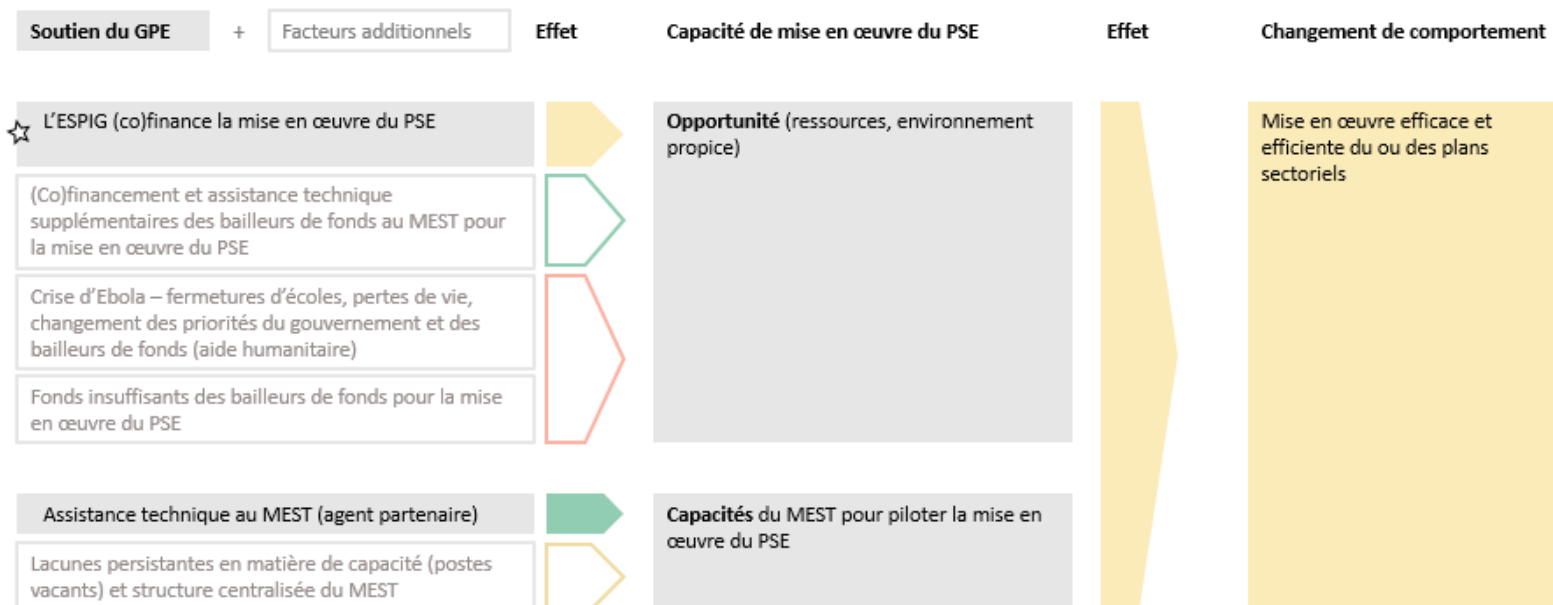 Soutien du GPE + Facteurs additionnels Effet Capacité de mise en œuvre du PSE Effet Changement de comportement
L'ESPIG (co)finance la mise en œuvre du PSE
(Co)financement et assistance technique
supplémentaires des bailleurs de fonds au MEST pour
la mise en œuvre du PSE
Crise d'Ebola – fermetures d'écoles, pertes de vie,
changement des priorités du gouvernement et des
bailleurs de fonds (aide humanitaire)
Fonds insuffisants des bailleurs de fonds pour la mise
en œuvre du PSE
Opportunité (ressources, environnement
propice)
Mise en œuvre efficace et
efficiente du ou des plans
sectoriels
Assistance technique au MEST (agent partenaire)
Lacunes persistantes en matière de capacité (postes
vacants) et structure centralisée du MEST
Capacités du MEST pour piloter la mise en
œuvre du PSE